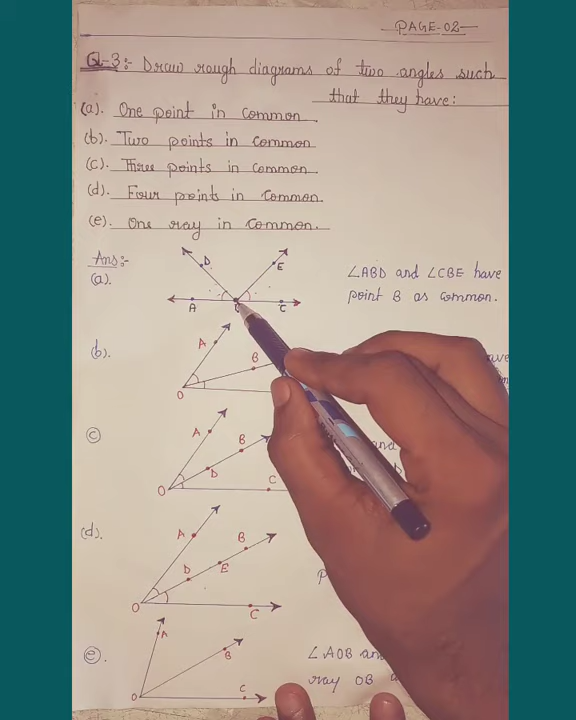 PAGE-02
Q-3:- Draw rough diagrams of two angles such
that they have:
(a). One point in common.
(b). Two points in common
(c). Three points in common.
(d). Four points in common.
(e). One ray in common.
Ans:-
(a).
D
E
A
C
∠ABD and ∠CBE have
point B as common.
(b).
A
B
O
(c)
A
B
D
O
C
and
(d).
A
B
D
E
O
C
(e).
A
B
O
C
∠AOB an
ray OB